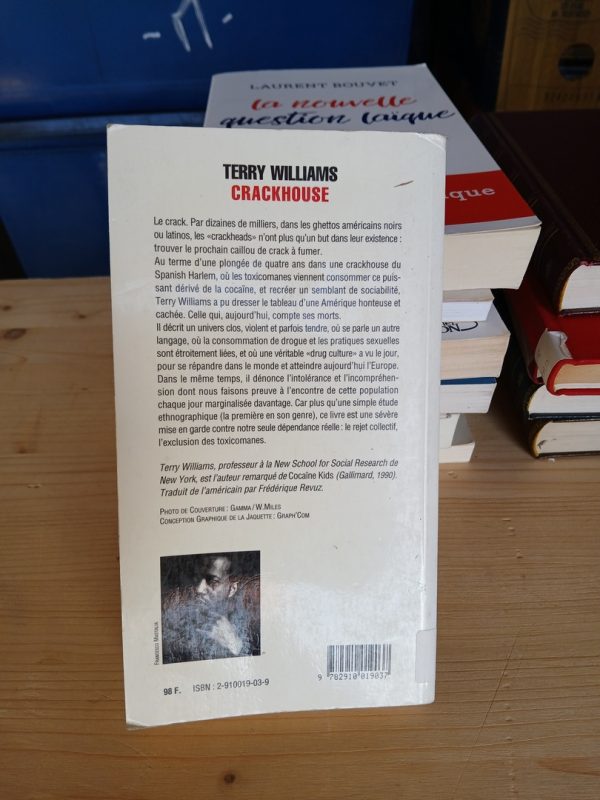 LAURENT BOUVET
la nouvelle
question laïque
TERRY WILLIAMS
CRACKHOUSE
Le crack. Par dizaines de milliers, dans les ghettos américains noirs
ou latinos, les «crackheads» n'ont plus qu'un but dans leur existence :
trouver le prochain caillou de crack à fumer.
Au terme d'une plongée de quatre ans dans une crackhouse du
Spanish Harlem, où les toxicomanes viennent consommer ce puis-
sant dérivé de la cocaïne, et recréer un semblant de sociabilité,
Terry Williams a pu dresser le tableau d'une Amérique honteuse et
cachée. Celle qui, aujourd'hui, compte ses morts.
Il décrit un univers clos, violent et parfois tendre, où se parle un autre
langage, où la consommation de drogue et les pratiques sexuelles
sont étroitement liées, et où une véritable «drug culture» a vu le jour,
pour se répandre dans le monde et atteindre aujourd'hui l'Europe.
Dans le même temps, il dénonce l'intolérance et l'incompréhen-
sion dont nous faisons preuve à l'encontre de cette population
chaque jour marginalisée davantage. Car plus qu'une simple étude
ethnographique (la première en son genre), ce livre est une sévère
mise en garde contre notre seule dépendance réelle : le rejet collectif,
l'exclusion des toxicomanes.
Terry Williams, professeur à la New School for Social Research de
New York, est l'auteur remarqué de Cocaïne Kids (Gallimard, 1990).
Traduit de l'américain par Frédérique Revuz.
PHOTO DE COUVERTURE : GAMMA / W.MILES
CONCEPTION GRAPHIQUE DE LA JAQUETTE : GRAPH'COM
98 F. ISBN : 2-910019-03-9
9 782910 019037
ique